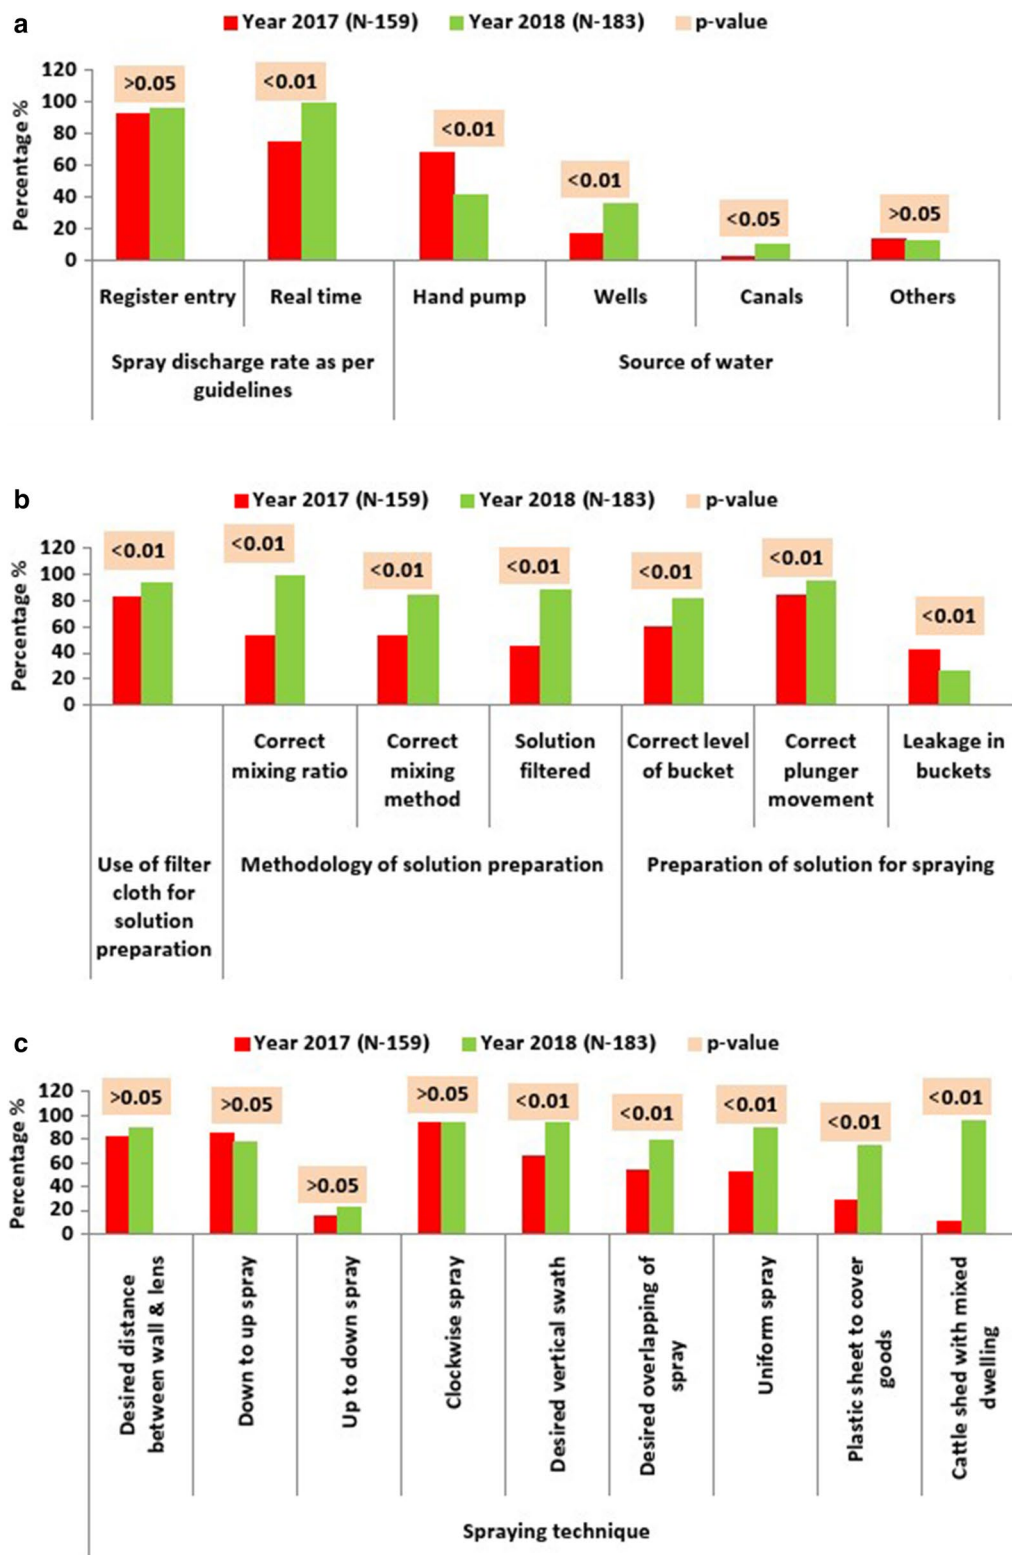 a
Year 2017 (N-159) Year 2018 (N-183) p-value
Percentage %
120
100
80
60
40
20
0
>0.05
<0.01
<0.01
<0.01
<0.05
>0.05
Register entry Real time Hand pump Wells Canals Others
Spray discharge rate as per
guidelines
Source of water
b
Year 2017 (N-159) Year 2018 (N-183) p-value
Percentage %
120
100
80
60
40
20
0
<0.01
<0.01
<0.01
<0.01
<0.01
<0.01
<0.01
Correct
mixing ratio
Correct
mixing
method
Solution
filtered
Correct level
of bucket
Correct
plunger
movement
Leakage in
buckets
Use of filter
cloth for
solution
preparation
Methodology of solution preparation
Preparation of solution for spraying
c
Year 2017 (N-159) Year 2018 (N-183) p-value
Percentage %
120
100
80
60
40
20
0
>0.05
>0.05
>0.05
>0.05
<0.01
<0.01
<0.01
<0.01
<0.01
Desired distance
between wall & lens
Down to up spray
Up to down spray
Clockwise spray
Desired vertical swath
Desired overlapping of
spray
Uniform spray
Plastic sheet to cover
goods
Cattle shed with mixed
dwelling
Spraying technique